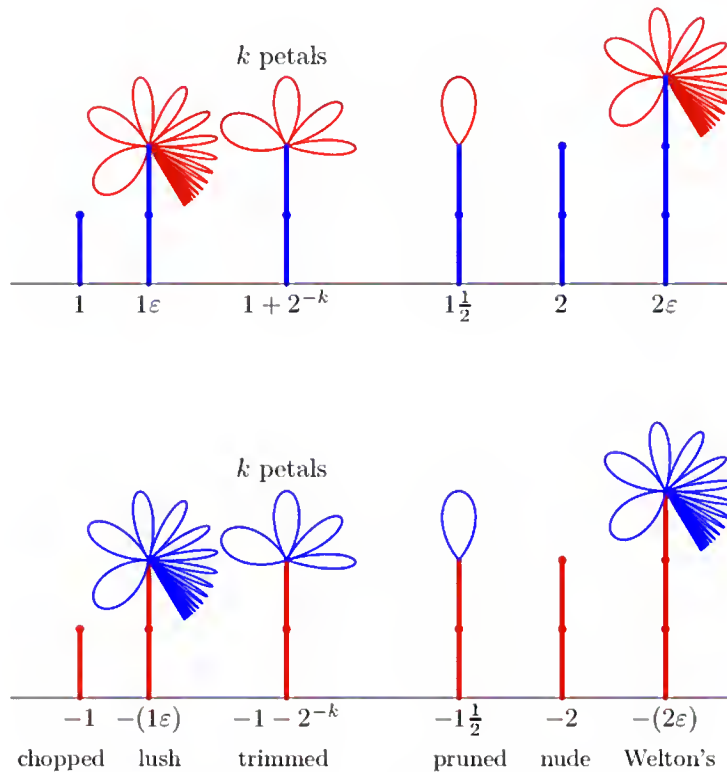 k petals
1 1ε 1 + 2⁻ᵏ 1½ 2 2ε
k petals
−1 −(1ε) −1 − 2⁻ᵏ −1½ −2 −(2ε)
chopped lush trimmed pruned nude Welton's